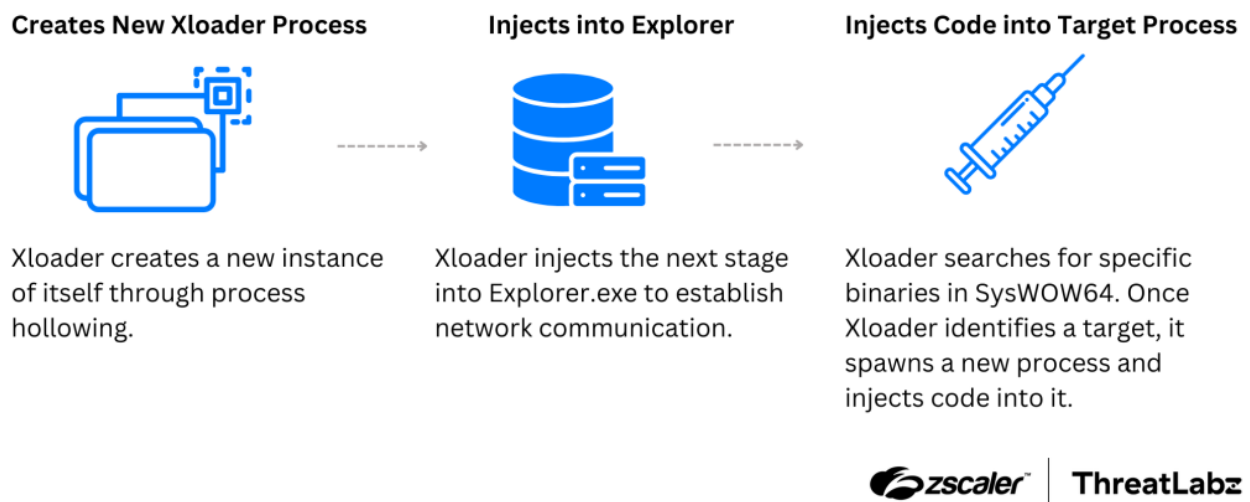 Creates New Xloader Process
Injects into Explorer
Injects Code into Target Process
Xloader creates a new instance
of itself through process
hollowing.
Xloader injects the next stage
into Explorer.exe to establish
network communication.
Xloader searches for specific
binaries in SysWOW64. Once
Xloader identifies a target, it
spawns a new process and
injects code into it.
zscaler™ | ThreatLabz